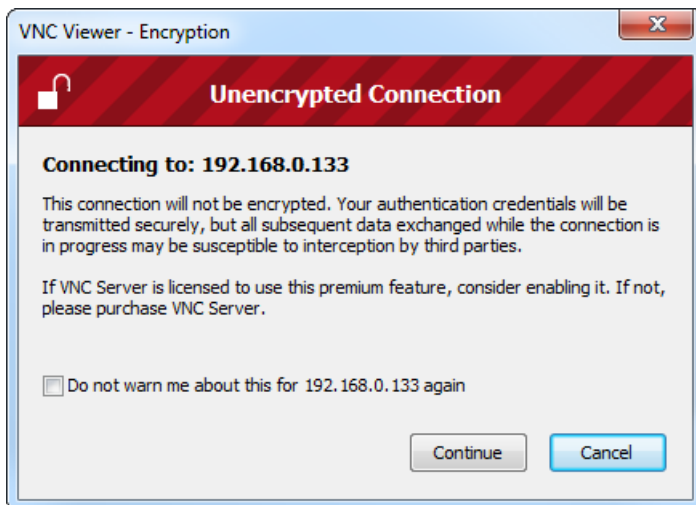 VNC Viewer - Encryption
Unencrypted Connection
Connecting to: 192.168.0.133
This connection will not be encrypted. Your authentication credentials will be
transmitted securely, but all subsequent data exchanged while the connection is
in progress may be susceptible to interception by third parties.
If VNC Server is licensed to use this premium feature, consider enabling it. If not,
please purchase VNC Server.
Do not warn me about this for 192.168.0.133 again
Continue
Cancel